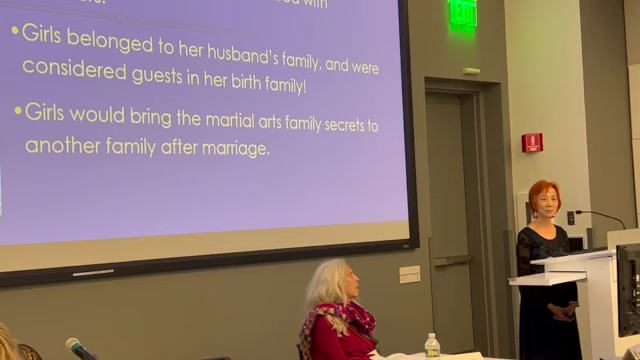 •Girls belonged to her husband's family, and were
considered guests in her birth family!
•Girls would bring the martial arts family secrets to
another family after marriage.
EXIT